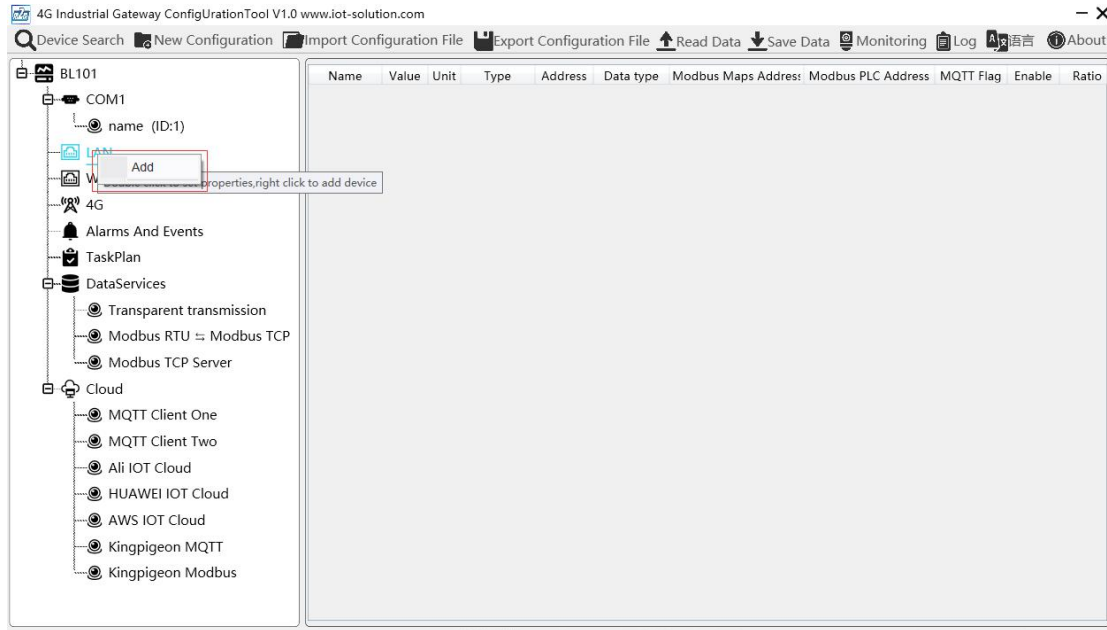 4G Industrial Gateway ConfigUrationTool V1.0 www.iot-solution.com
Device Search New Configuration Import Configuration File Export Configuration File Read Data Save Data Monitoring Log 语言 About
BL101
Name Value Unit Type Address Data type Modbus Maps Address Modbus PLC Address MQTT Flag Enable Ratio
COM1
name (ID:1)
LAN
Add
properties,right click to add device
4G
Alarms And Events
TaskPlan
DataServices
Transparent transmission
Modbus RTU ⇆ Modbus TCP
Modbus TCP Server
Cloud
MQTT Client One
MQTT Client Two
Ali IOT Cloud
HUAWEI IOT Cloud
AWS IOT Cloud
Kingpigeon MQTT
Kingpigeon Modbus